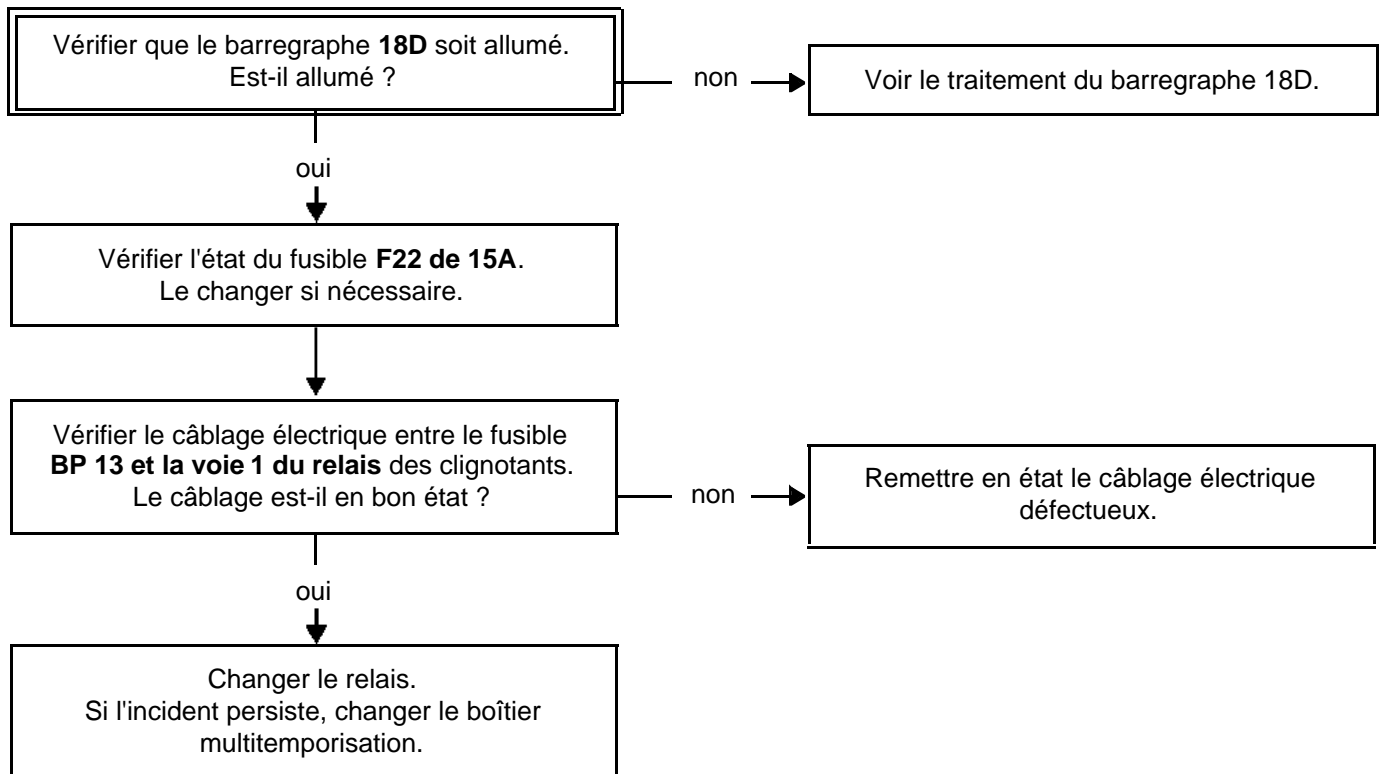 Vérifier que le barregraphe 18D soit allumé.
Est-il allumé ?
non
Voir le traitement du barregraphe 18D.
oui
Vérifier l'état du fusible F22 de 15A.
Le changer si nécessaire.
Vérifier le câblage électrique entre le fusible
BP 13 et la voie 1 du relais des clignotants.
Le câblage est-il en bon état ?
non
Remettre en état le câblage électrique
défectueux.
oui
Changer le relais.
Si l'incident persiste, changer le boîtier
multitemporisation.